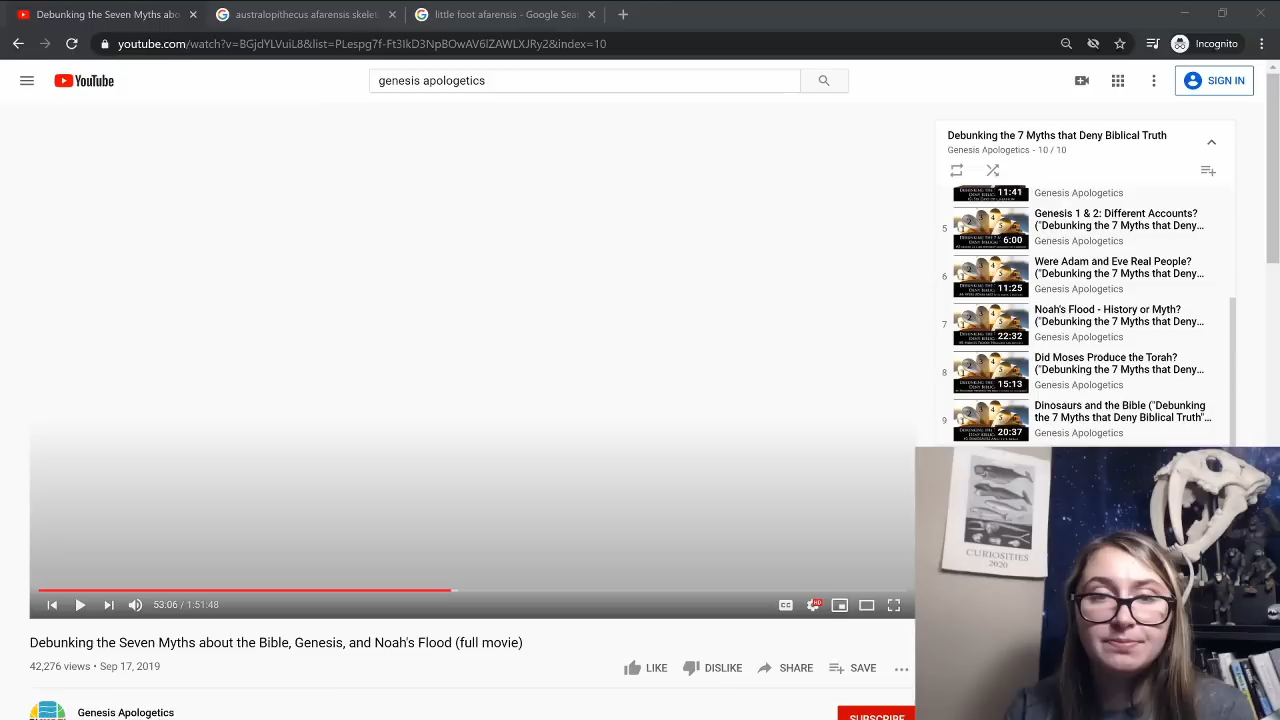 Debunking the Seven Myths abo
australopithecus afarensis skelet
little foot afarensis - Google Sea
youtube.com/watch?v=BGjdYLVuiL8&list=PLespg7f-Ft3IkD3NpBOwAV3lZAWLXJRy2&index=10
Incognito
YouTube
genesis apologetics
SIGN IN
Debunking the 7 Myths that Deny Biblical Truth
Genesis Apologetics - 10 / 10
11:41
Genesis Apologetics
5
6:00
Genesis 1 & 2: Different Accounts?
("Debunking the 7 Myths that Deny...
Genesis Apologetics
6
11:25
Were Adam and Eve Real People?
("Debunking the 7 Myths that Deny...
Genesis Apologetics
7
22:32
Noah's Flood - History or Myth?
("Debunking the 7 Myths that Deny...
Genesis Apologetics
8
15:13
Did Moses Produce the Torah?
("Debunking the 7 Myths that Deny...
Genesis Apologetics
9
20:37
Dinosaurs and the Bible ("Debunking
the 7 Myths that Deny Biblical Truth"...
Genesis Apologetics
CURIOSITIES
2020
53:06 / 1:51:48
CC
HD
Debunking the Seven Myths about the Bible, Genesis, and Noah's Flood (full movie)
42,276 views • Sep 17, 2019
LIKE
DISLIKE
SHARE
SAVE
Genesis Apologetics
SUBSCRIBE